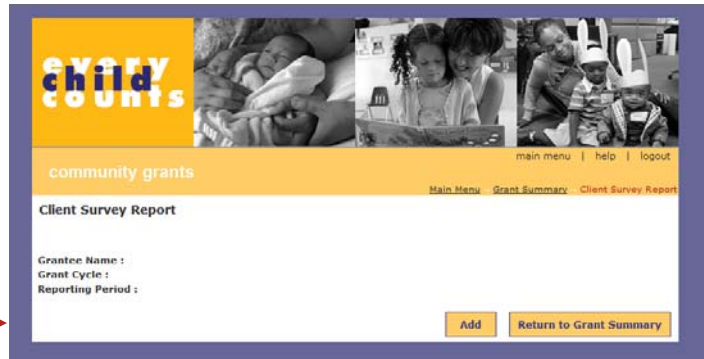 every
child
counts
main menu | help | logout
community grants
Main Menu Grant Summary Client Survey Report
Client Survey Report
Grantee Name :
Grant Cycle :
Reporting Period :
Add Return to Grant Summary